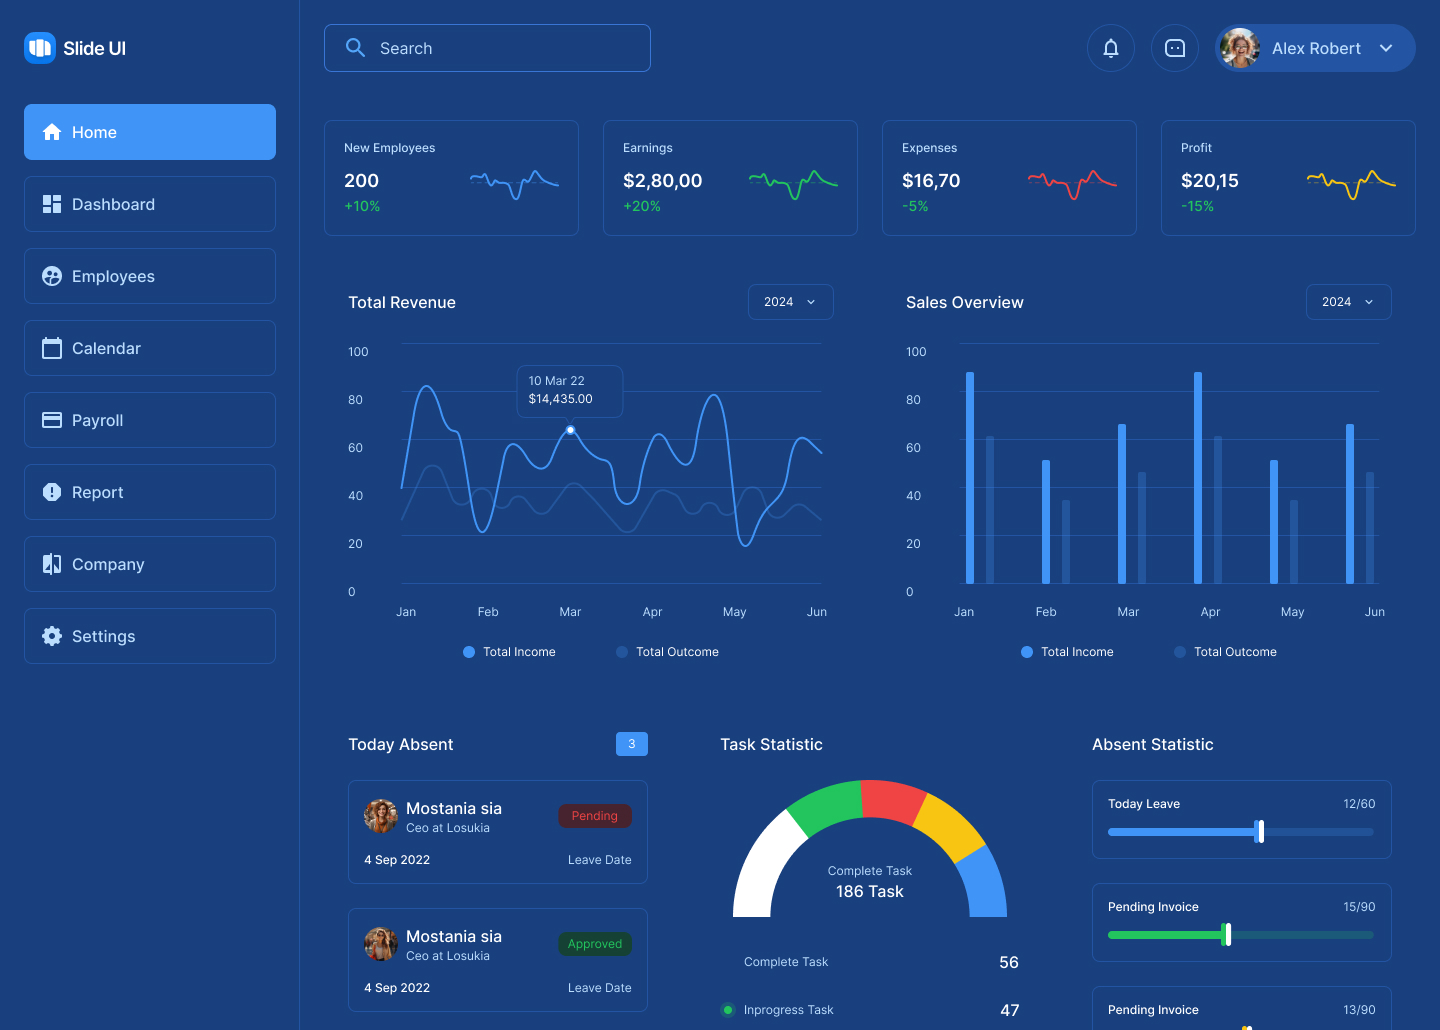 Slide UI
Search
Alex Robert
Home
Dashboard
Employees
Calendar
Payroll
Report
Company
Settings
New Employees
200
+10%
Earnings
$2,80,00
+20%
Expenses
$16,70
-5%
Profit
$20,15
-15%
Total Revenue
2024
100
80
60
40
20
0
10 Mar 22
$14,435.00
Jan Feb Mar Apr May Jun
Total Income Total Outcome
Sales Overview
2024
100
80
60
40
20
0
Jan Feb Mar Apr May Jun
Total Income Total Outcome
Today Absent
3
Mostania sia
Ceo at Losukia
Pending
4 Sep 2022 Leave Date
Mostania sia
Ceo at Losukia
Approved
4 Sep 2022 Leave Date
Task Statistic
Complete Task
186 Task
Complete Task 56
Inprogress Task 47
Absent Statistic
Today Leave 12/60
Pending Invoice 15/90
Pending Invoice 13/90